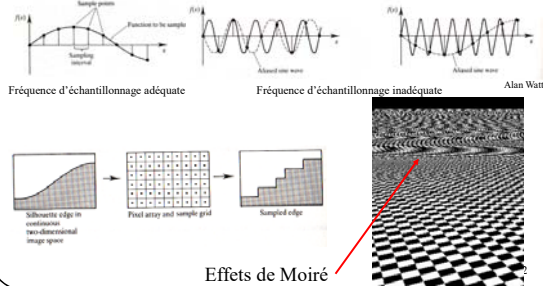 Sample points
f(x)
Function to be sample
x
Sampling
interval
f(x)
x
Aliased sine wave
f(x)
x
Aliased sine wave
Fréquence d'échantillonnage adéquate
Fréquence d'échantillonnage inadéquate
Alan Watt
Silhouette edge in
continuous
two-dimensional
image space
Pixel array and sample grid
Sampled edge
Effets de Moiré
2